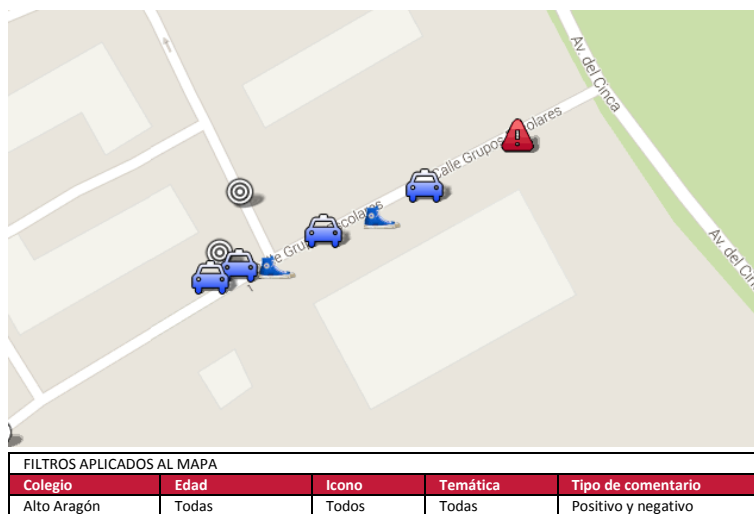 Av. del Cinca
Calle Grupos Escolares
Calle Grupos Escolares
Av. del Cinca
FILTROS APLICADOS AL MAPA
Colegio Edad Icono Temática Tipo de comentario
Alto Aragón Todas Todos Todas Positivo y negativo